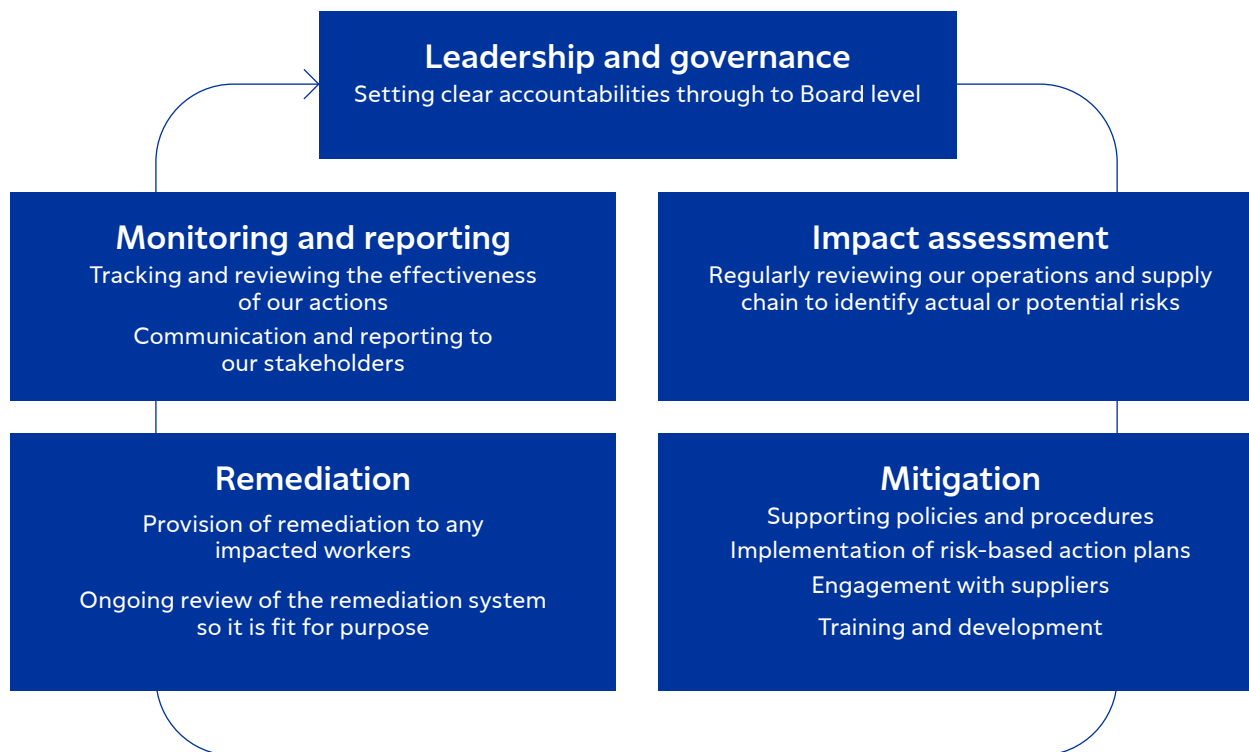 Leadership and governance
Setting clear accountabilities through to Board level
Monitoring and reporting
Tracking and reviewing the effectiveness
of our actions
Communication and reporting to
our stakeholders
Impact assessment
Regularly reviewing our operations and supply
chain to identify actual or potential risks
Remediation
Provision of remediation to any
impacted workers
Ongoing review of the remediation system
so it is fit for purpose
Mitigation
Supporting policies and procedures
Implementation of risk-based action plans
Engagement with suppliers
Training and development